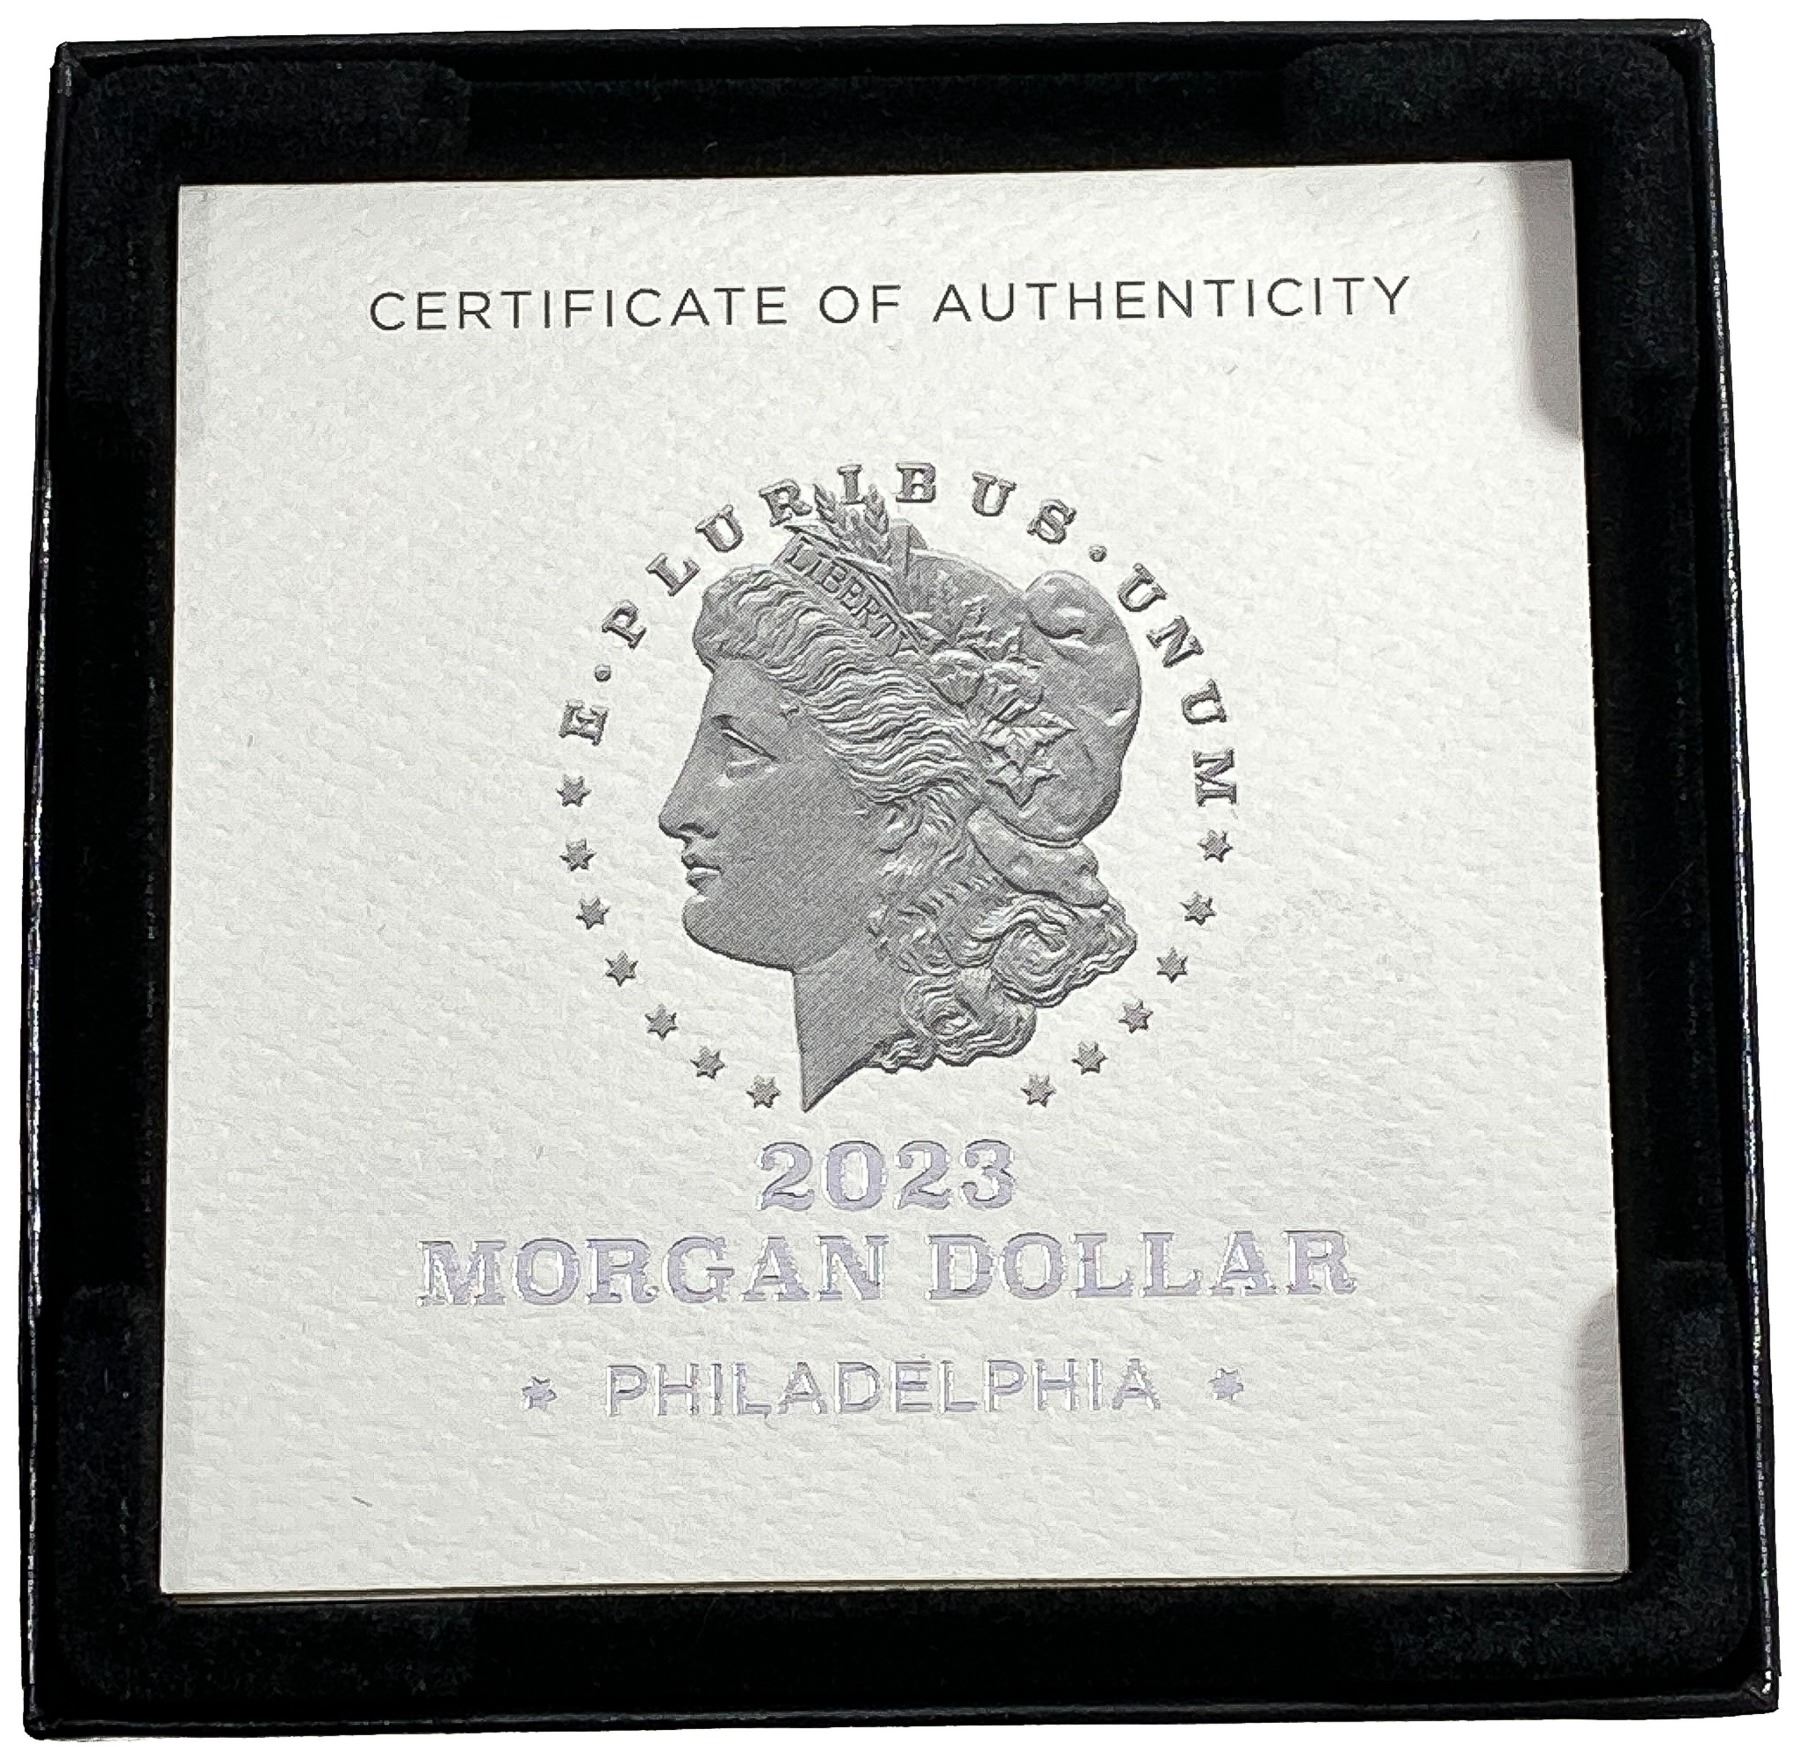 CERTIFICATE OF AUTHENTICITY
E · PLURIBUS · UNUM
LIBERTY
2023
MORGAN DOLLAR
PHILADELPHIA